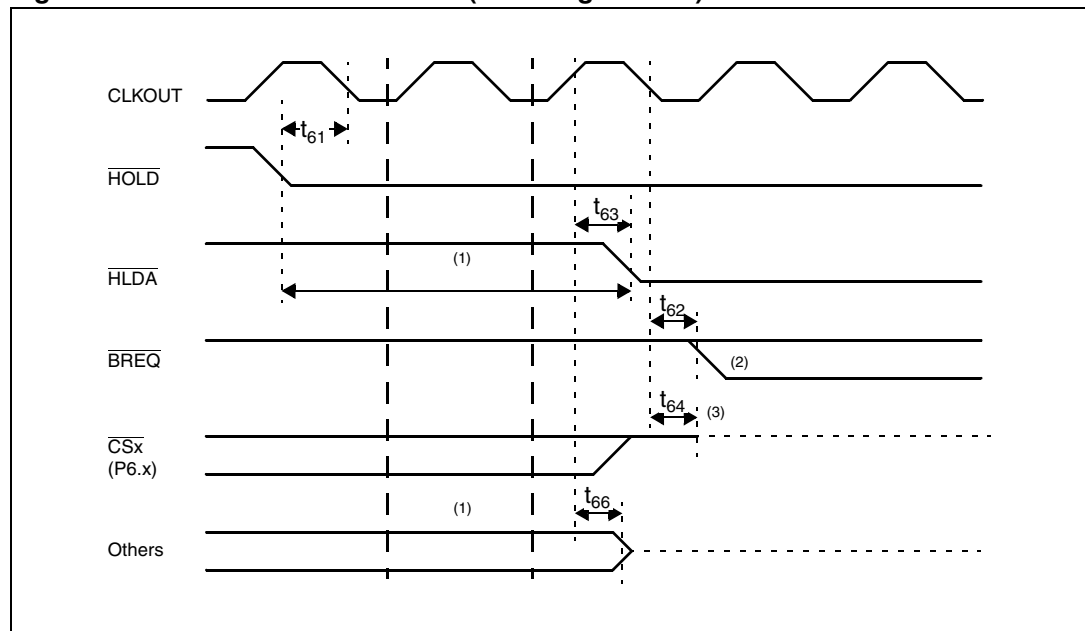 CLKOUT
t61
HOLD
t63
(1)
HLDA
t62
BREQ
(2)
t64
(3)
CSx
(P6.x)
t66
(1)
Others